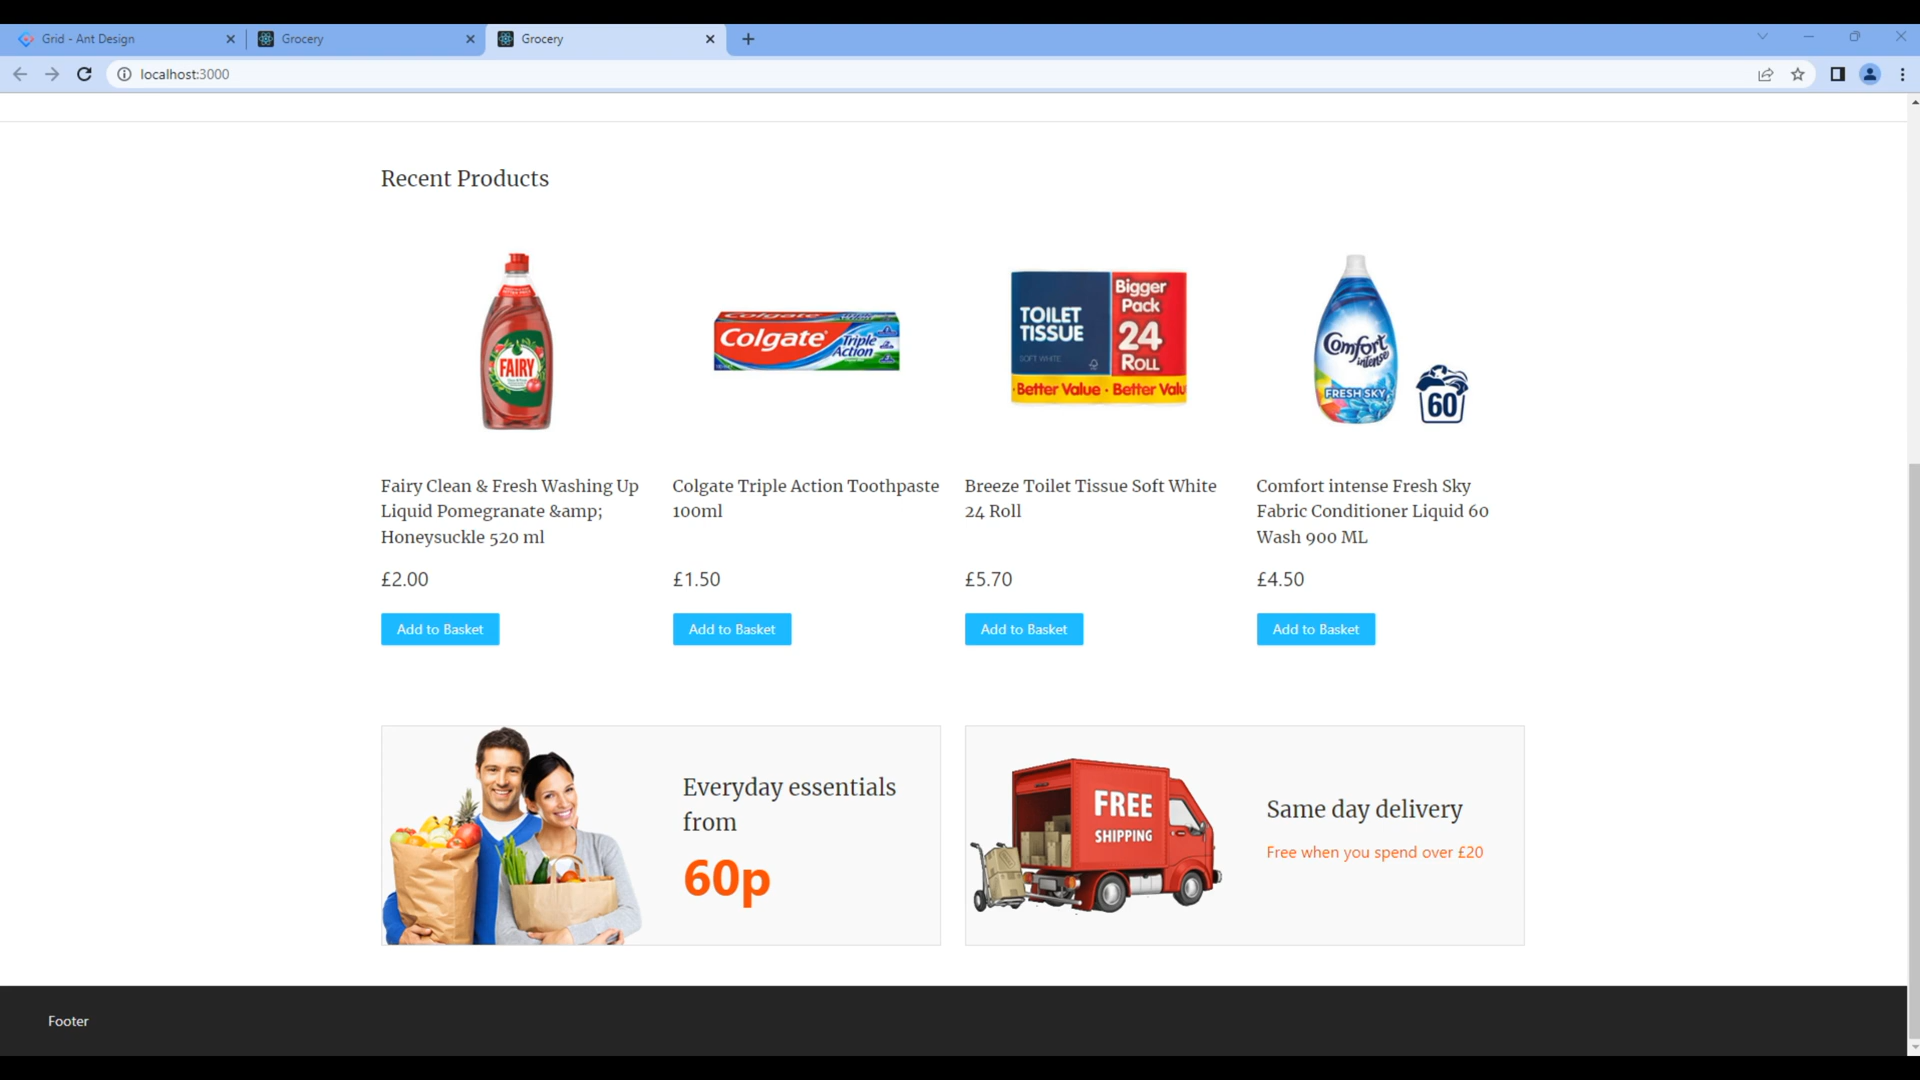 Grid - Ant Design
Grocery
Grocery
localhost:3000
Recent Products
FAIRY
Colgate
Colgate
Triple
Action
TOILET
TISSUE
SOFT WHITE
Bigger
Pack
24
ROLL
Better Value · Better Valu
Comfort
intense
FRESH SKY
60
Fairy Clean & Fresh Washing Up
Liquid Pomegranate &amp;
Honeysuckle 520 ml
£2.00
Add to Basket
Colgate Triple Action Toothpaste
100ml
£1.50
Add to Basket
Breeze Toilet Tissue Soft White
24 Roll
£5.70
Add to Basket
Comfort intense Fresh Sky
Fabric Conditioner Liquid 60
Wash 900 ML
£4.50
Add to Basket
Everyday essentials
from
60p
FREE
SHIPPING
Same day delivery
Free when you spend over £20
Footer